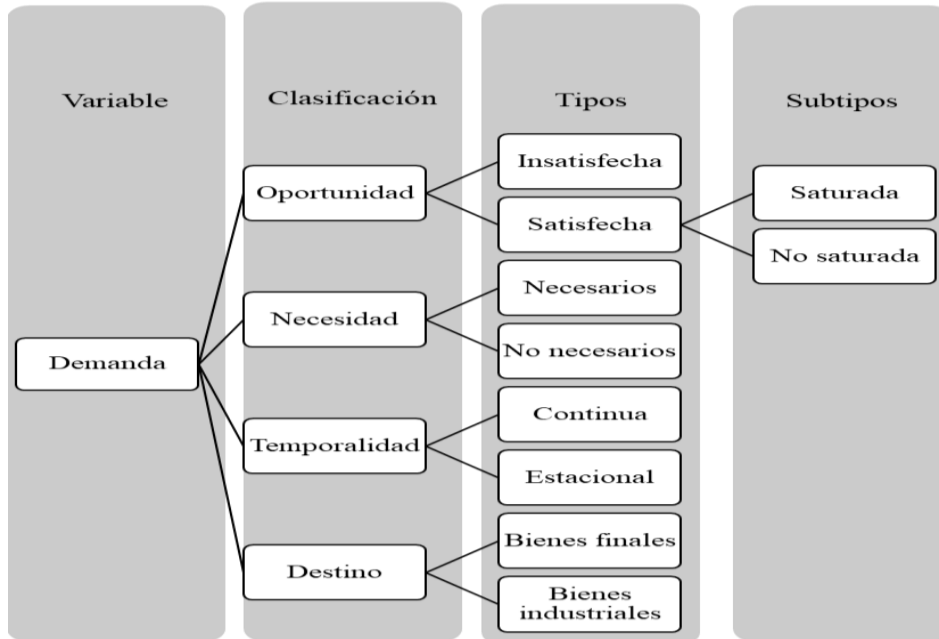 Variable
Clasificación
Tipos
Subtipos
Demanda
Oportunidad
Insatisfecha
Satisfecha
Saturada
No saturada
Necesidad
Necesarios
No necesarios
Temporalidad
Continua
Estacional
Destino
Bienes finales
Bienes
industriales